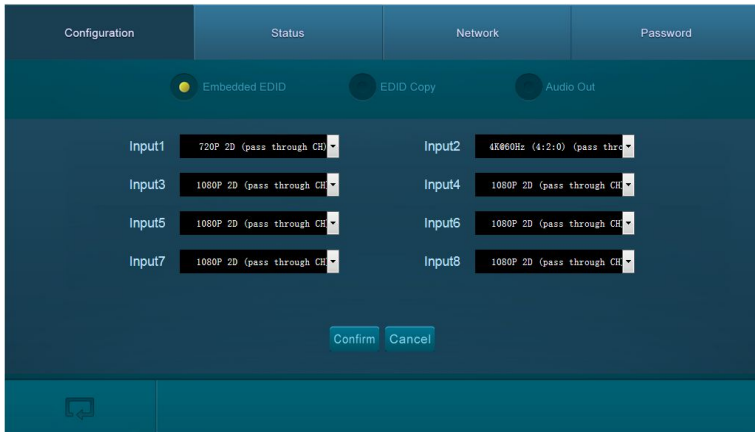 Configuration Status Network Password
Embedded EDID EDID Copy Audio Out
Input1 720P 2D (pass through CH) Input2 4K@60Hz (4:2:0) (pass thro
Input3 1080P 2D (pass through CH Input4 1080P 2D (pass through CH
Input5 1080P 2D (pass through CH Input6 1080P 2D (pass through CH
Input7 1080P 2D (pass through CH Input8 1080P 2D (pass through CH
Confirm Cancel